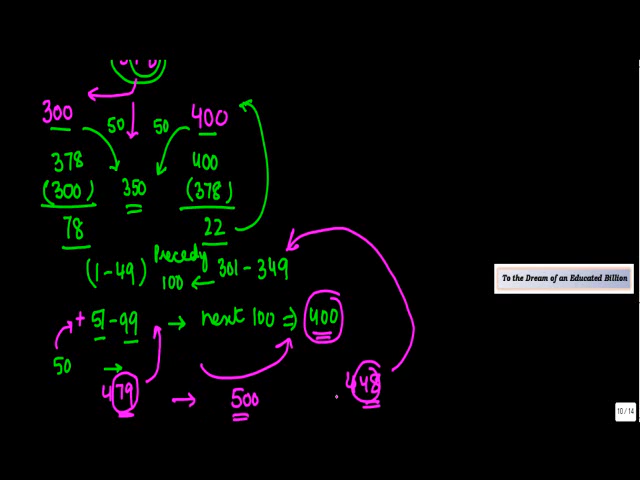 300 50 50 400
378 400
(300) 350 (378)
78 22
(1-49) Precedy 100 ← 301-349
+ 51-99 → next 100 ⇒ 400
50 →
479 → 500 448
To the Dream of an Educated Billion
10 / 14